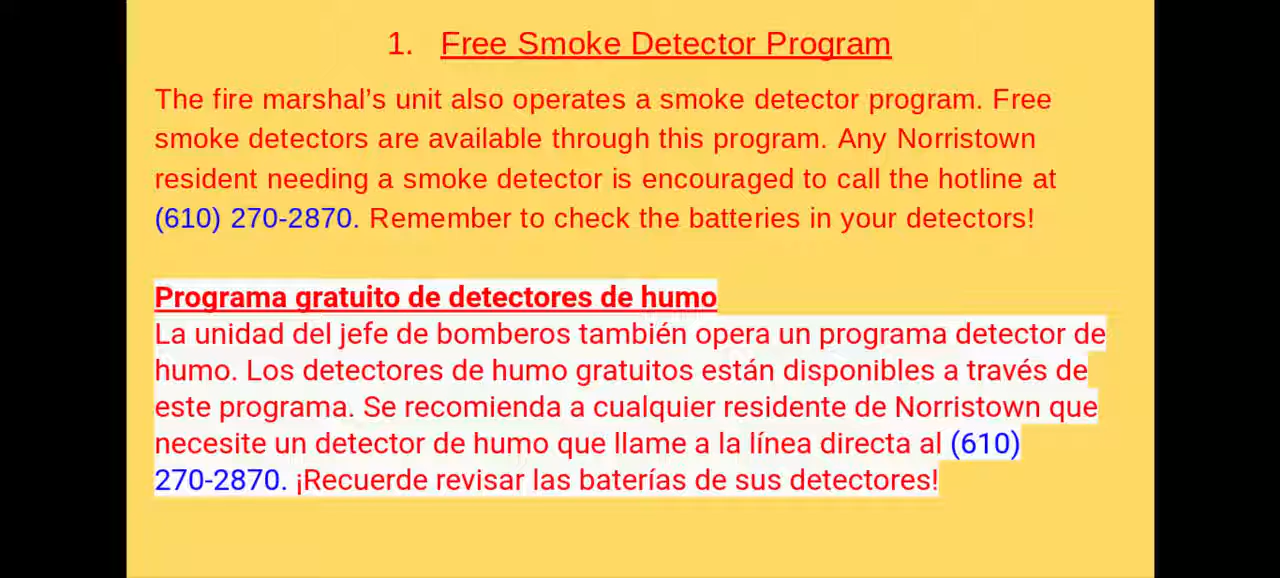 1. Free Smoke Detector Program
The fire marshal’s unit also operates a smoke detector program. Free
smoke detectors are available through this program. Any Norristown
resident needing a smoke detector is encouraged to call the hotline at
(610) 270-2870. Remember to check the batteries in your detectors!
Programa gratuito de detectores de humo
La unidad del jefe de bomberos también opera un programa detector de
humo. Los detectores de humo gratuitos están disponibles a través de
este programa. Se recomienda a cualquier residente de Norristown que
necesite un detector de humo que llame a la línea directa al (610)
270-2870. ¡Recuerde revisar las baterías de sus detectores!